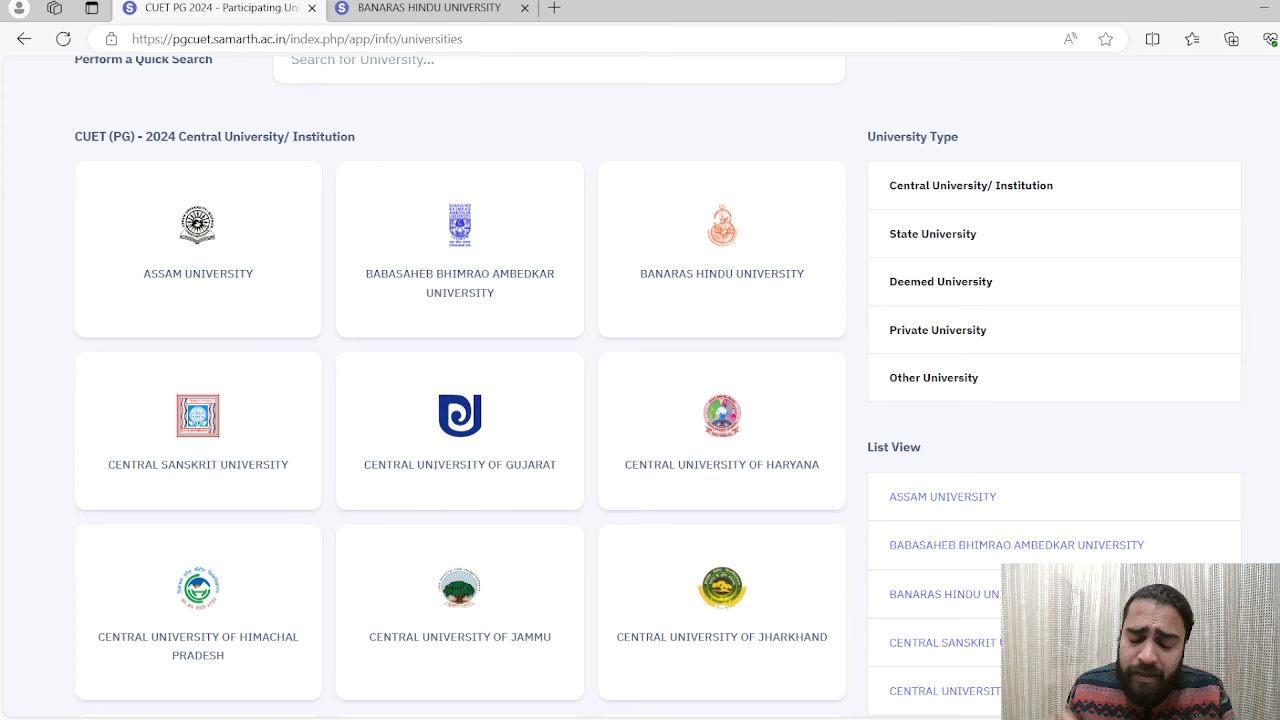 CUET PG 2024 - Participating Uni
BANARAS HINDU UNIVERSITY
https://pgcuet.samarth.ac.in/index.php/app/info/universities
Perform a Quick Search
Search for University...
CUET (PG) - 2024 Central University/ Institution
ASSAM UNIVERSITY
BABASAHEB BHIMRAO AMBEDKAR
UNIVERSITY
BANARAS HINDU UNIVERSITY
CENTRAL SANSKRIT UNIVERSITY
CENTRAL UNIVERSITY OF GUJARAT
CENTRAL UNIVERSITY OF HARYANA
CENTRAL UNIVERSITY OF HIMACHAL
PRADESH
CENTRAL UNIVERSITY OF JAMMU
CENTRAL UNIVERSITY OF JHARKHAND
University Type
Central University/ Institution
State University
Deemed University
Private University
Other University
List View
ASSAM UNIVERSITY
BABASAHEB BHIMRAO AMBEDKAR UNIVERSITY
BANARAS HINDU UN
CENTRAL SANSKRIT
CENTRAL UNIVERSIT